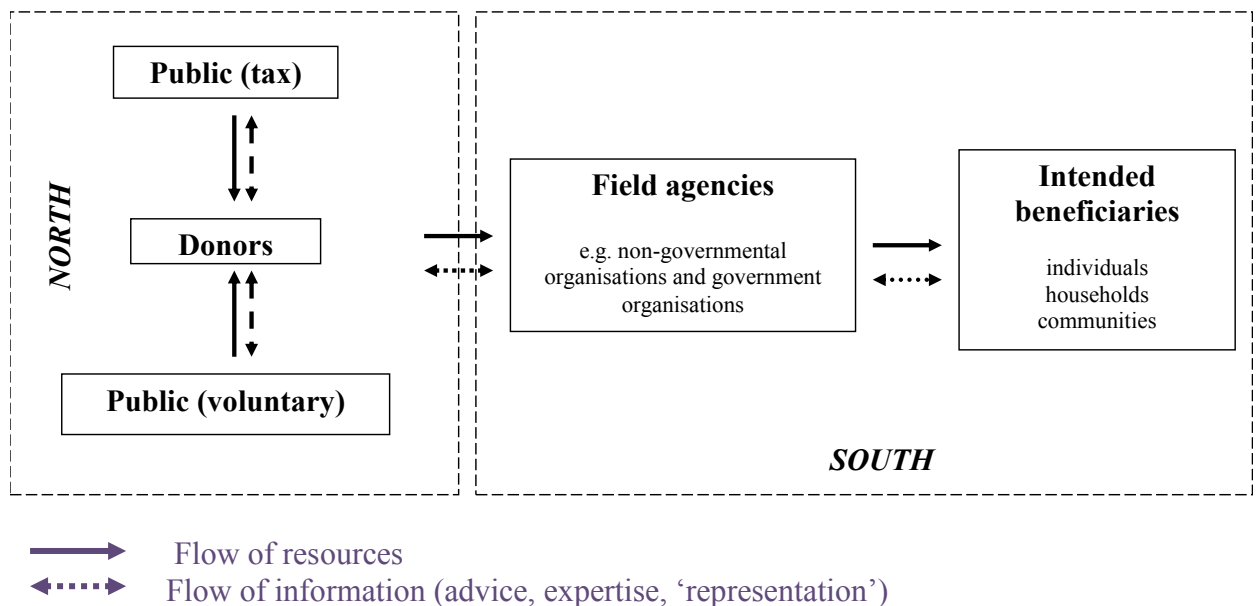 Public (tax)
NORTH
Donors
Public (voluntary)
Field agencies
e.g. non-governmental
organisations and government
organisations
Intended
beneficiaries
individuals
households
communities
SOUTH
Flow of resources
Flow of information (advice, expertise, ‘representation’)